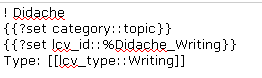 ! Didache
{{?set category::topic}}
{{?set lcv_id::%Didache_Writing}}
Type: [[lcv_type::Writing]]